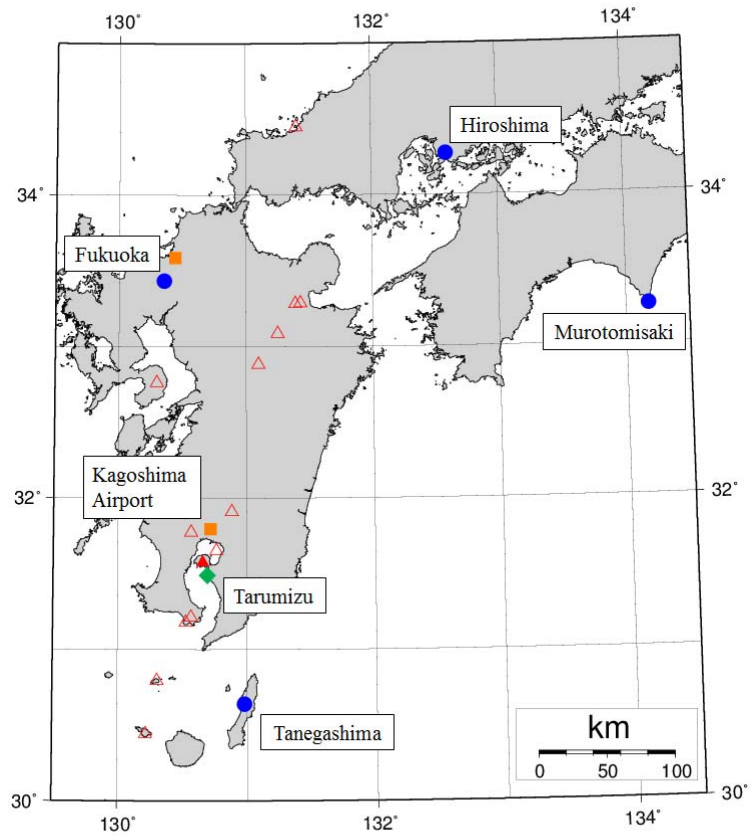 130° 132° 134°
Hiroshima
34° 34°
Fukuoka
Murotomisaki
Kagoshima
Airport
32° 32°
Tarumizu
km
0 50 100
Tanegashima
30° 30°
130° 132° 134°